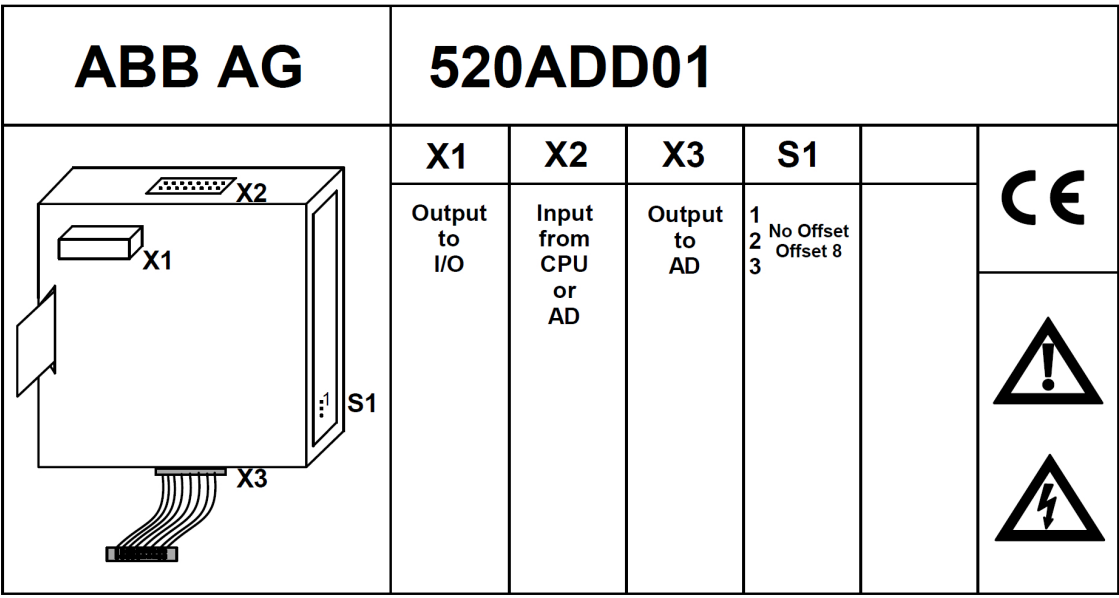 ABB AG
520ADD01
X2
X1
1
S1
X3
X1
Output
to
I/O
X2
Input
from
CPU
or
AD
X3
Output
to
AD
S1
1
2
3
No Offset
Offset 8
CE